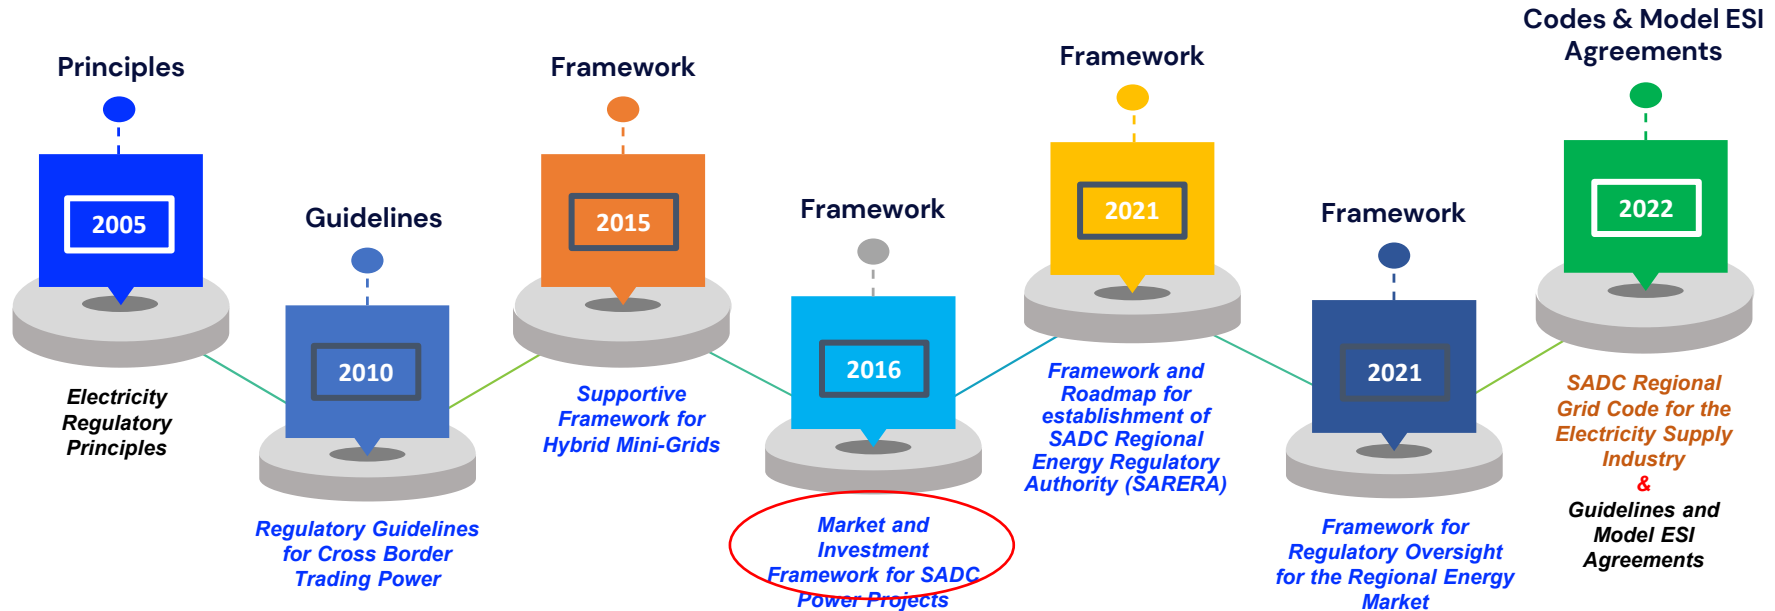 Principles
2005
Electricity
Regulatory
Principles
Guidelines
2010
Regulatory Guidelines
for Cross Border
Trading Power
Framework
2015
Supportive
Framework for
Hybrid Mini-Grids
Framework
2016
Market and
Investment
Framework for SADC
Power Projects
Framework
2021
Framework and
Roadmap for
establishment of
SADC Regional
Energy Regulatory
Authority (SARERA)
Framework
2021
Framework for
Regulatory Oversight
for the Regional Energy
Market
Codes & Model ESI
Agreements
2022
SADC Regional
Grid Code for the
Electricity Supply
Industry
&
Guidelines and
Model ESI
Agreements